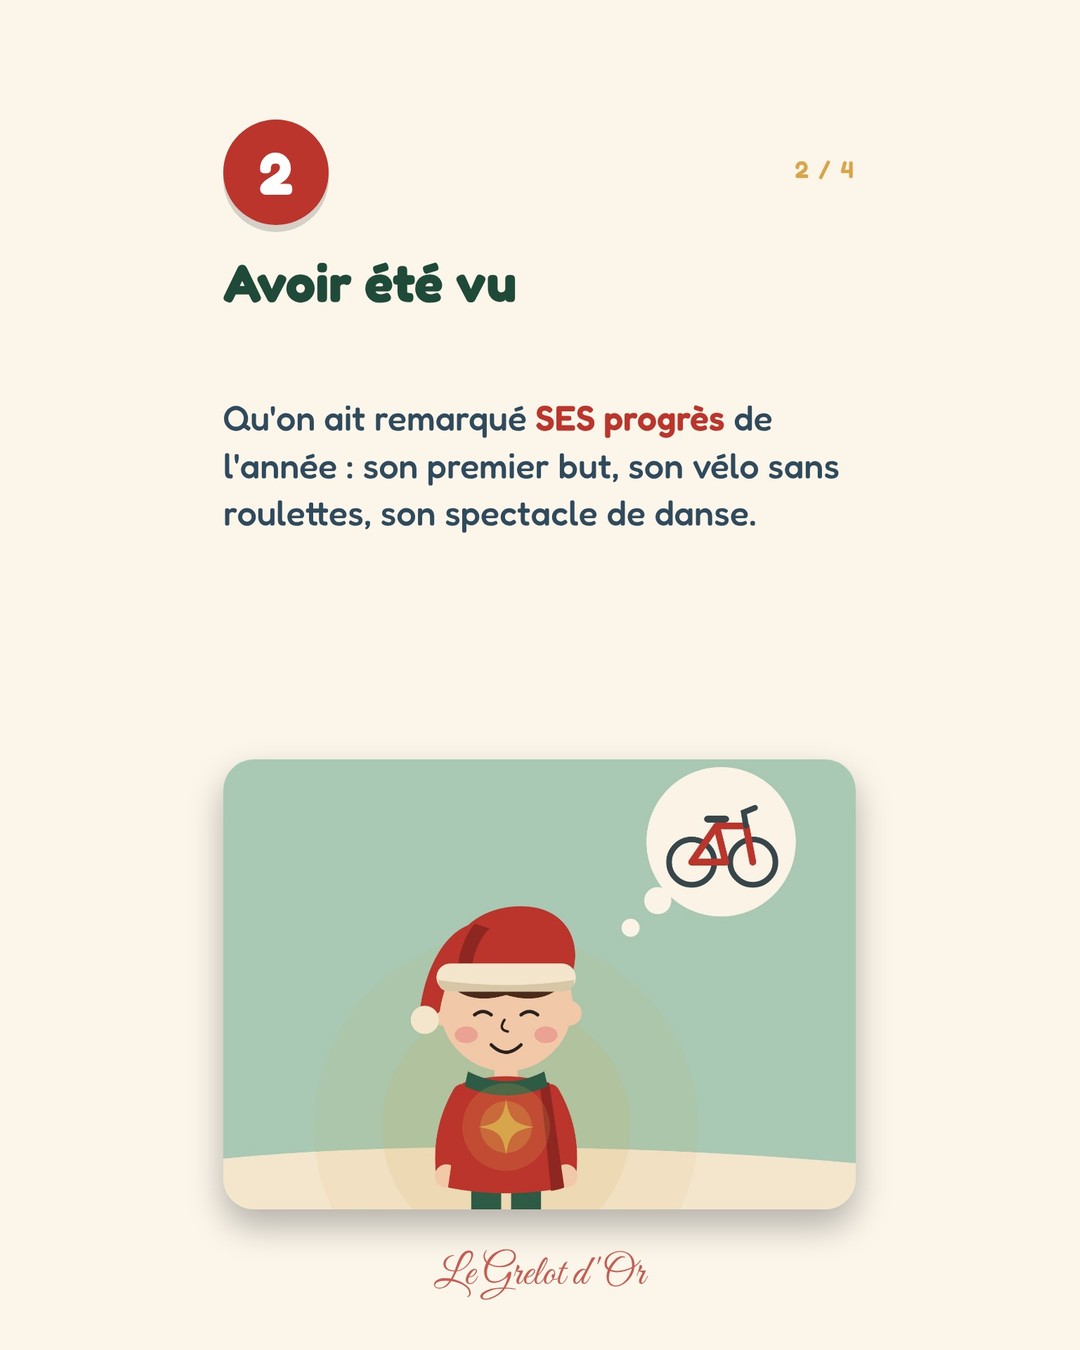 2
2 / 4
Avoir été vu
Qu'on ait remarqué SES progrès de
l'année : son premier but, son vélo sans
roulettes, son spectacle de danse.
Le Grelot d'Or